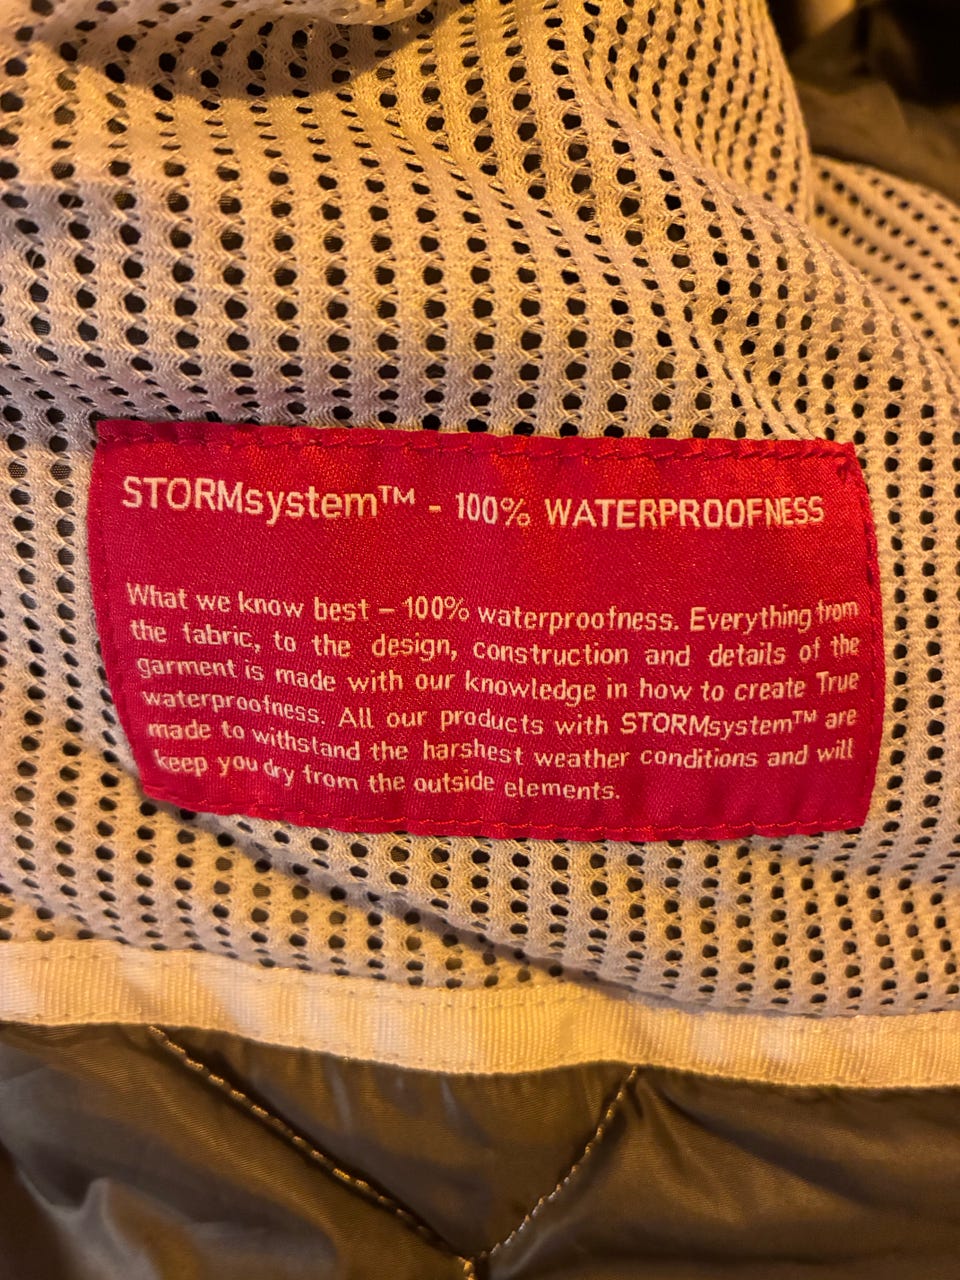 STORMsystem™ - 100% WATERPROOFNESS
What we know best – 100% waterproofness. Everything from
the fabric, to the design, construction and details of the
garment is made with our knowledge in how to create True
waterproofness. All our products with STORMsystem™ are
made to withstand the harshest weather conditions and will
keep you dry from the outside elements.